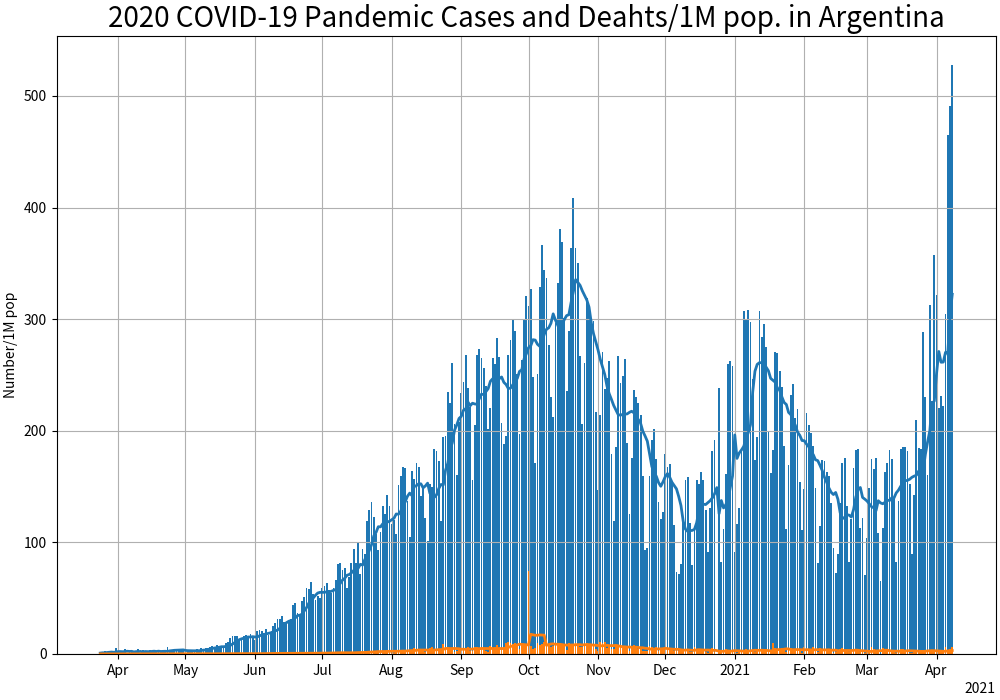 2020 COVID-19 Pandemic Cases and Deahts/1M pop. in Argentina
Number/1M pop
500
400
300
200
100
0
Apr May Jun Jul Aug Sep Oct Nov Dec 2021 Feb Mar Apr
2021